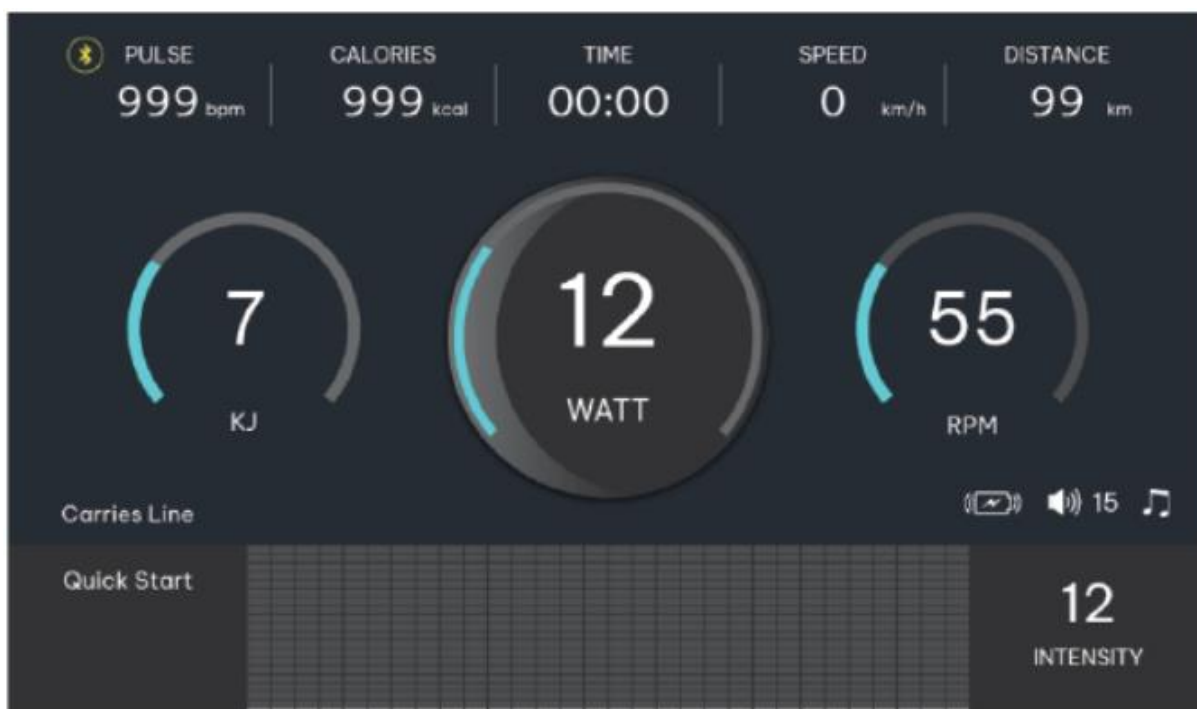 PULSE CALORIES TIME SPEED DISTANCE
999 bpm 999 kcal 00:00 0 km/h 99 km
7 12 55
KJ WATT RPM
15
Carries Line
Quick Start
12
INTENSITY